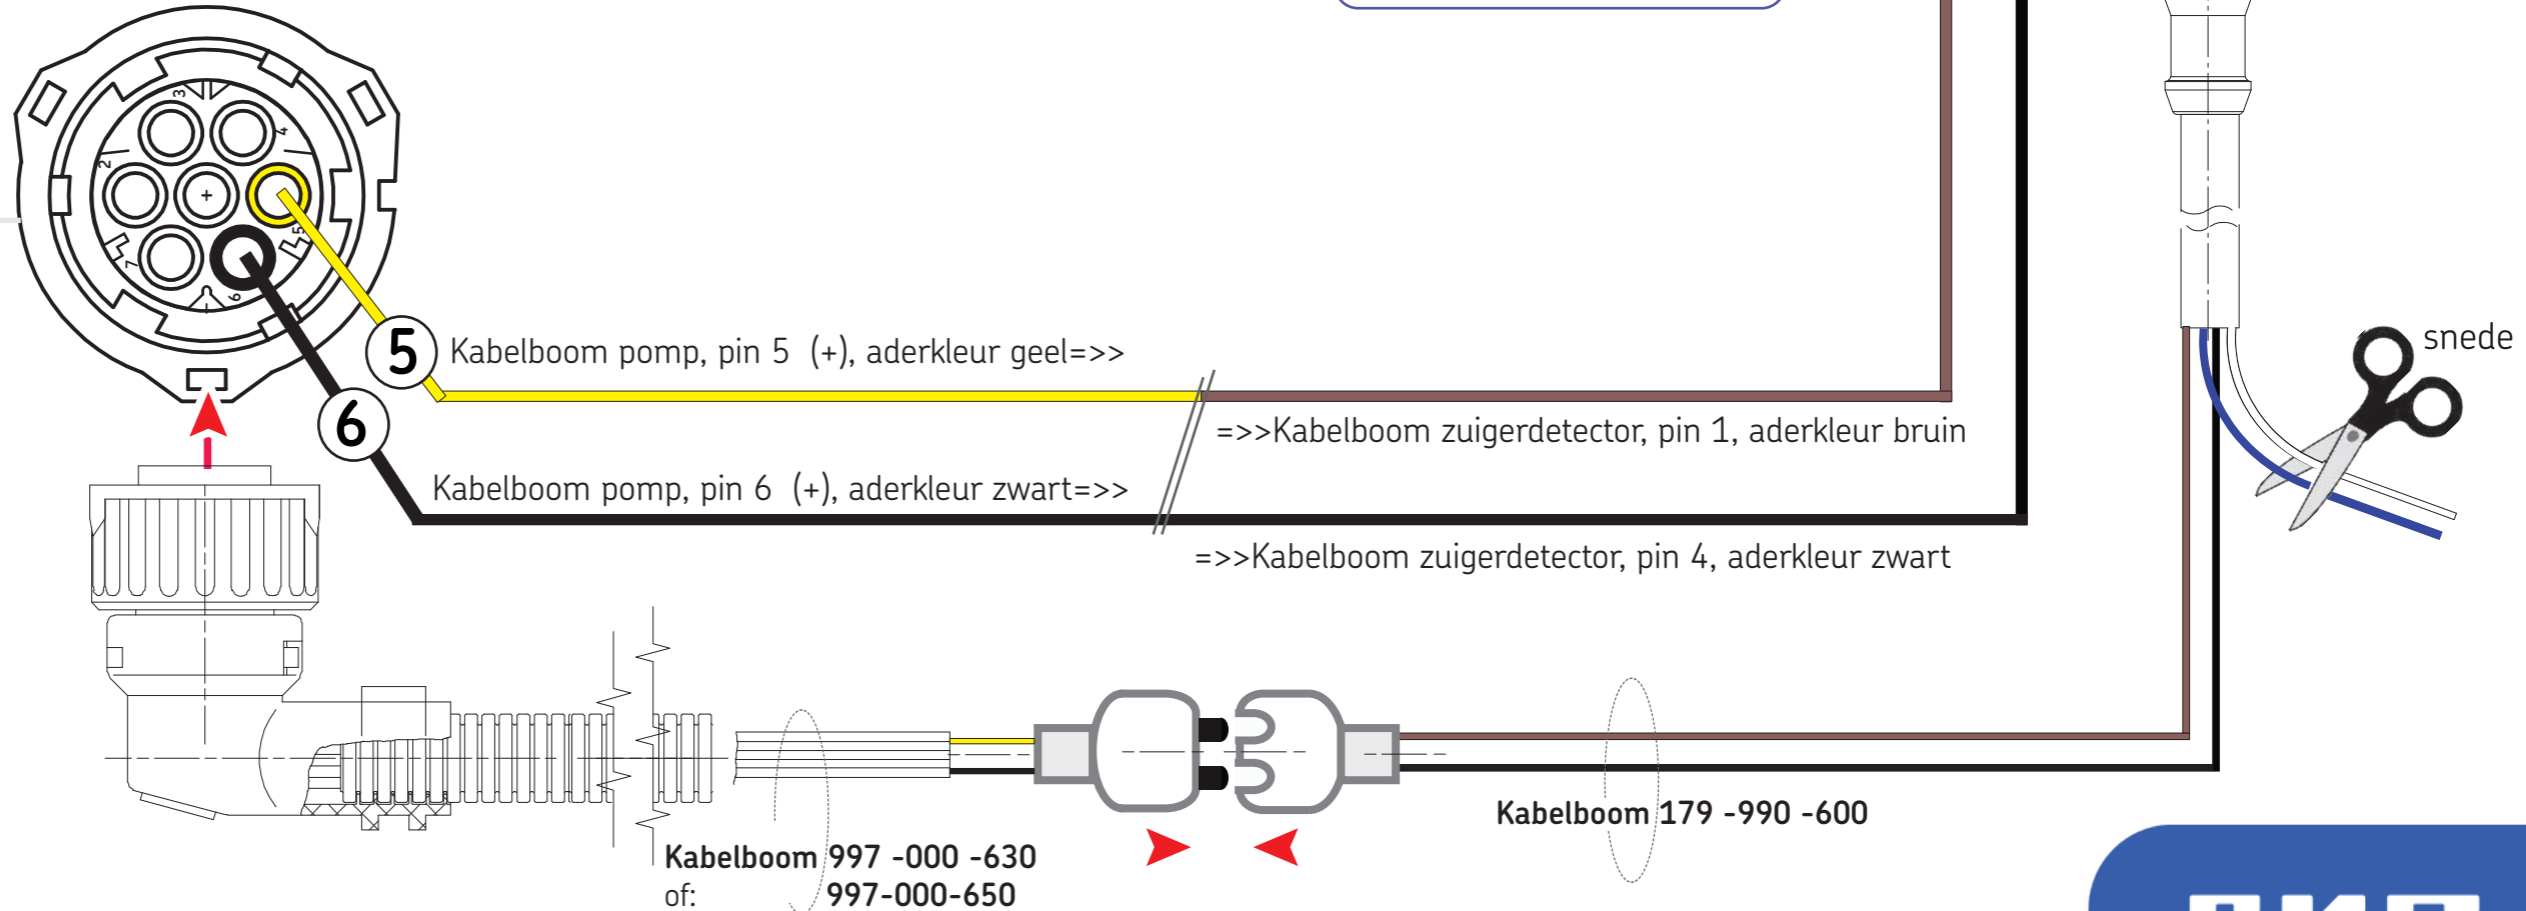 3
4
2
+
5
7
6
5 Kabelboom pomp, pin 5 (+), aderkleur geel=>>
snede
=>>Kabelboom zuigerdetector, pin 1, aderkleur bruin
6
Kabelboom pomp, pin 6 (+), aderkleur zwart=>>
=>>Kabelboom zuigerdetector, pin 4, aderkleur zwart
Kabelboom 179 -990 -600
Kabelboom 997 -000 -630
of: 997-000-650